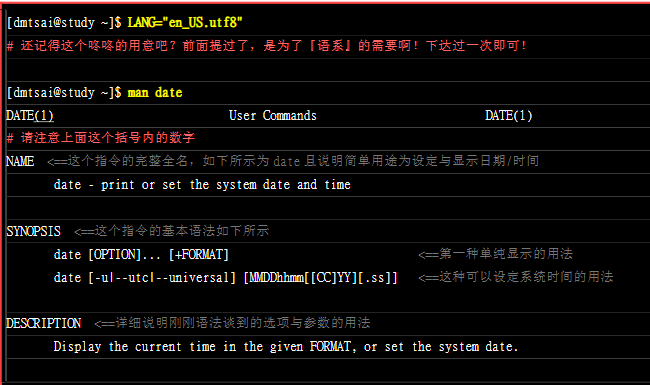 [dmtsai@study ~]$ LANG="en_US.utf8"
# 还记得这个咚咚的用意吧？前面提过了，是为了『语系』的需要啊！下达过一次即可！
[dmtsai@study ~]$ man date
DATE(1) User Commands DATE(1)
# 请注意上面这个括号内的数字
NAME <==这个指令的完整全名，如下所示为 date 且说明简单用途为设定与显示日期/时间
date - print or set the system date and time
SYNOPSIS <==这个指令的基本语法如下所示
date [OPTION]... [+FORMAT] <==第一种单纯显示的用法
date [-u|--utc|--universal] [MMDDhhmm[[CC]YY][.ss]] <==这种可以设定系统时间的用法
DESCRIPTION <==详细说明刚刚语法谈到的选项与参数的用法
Display the current time in the given FORMAT, or set the system date.